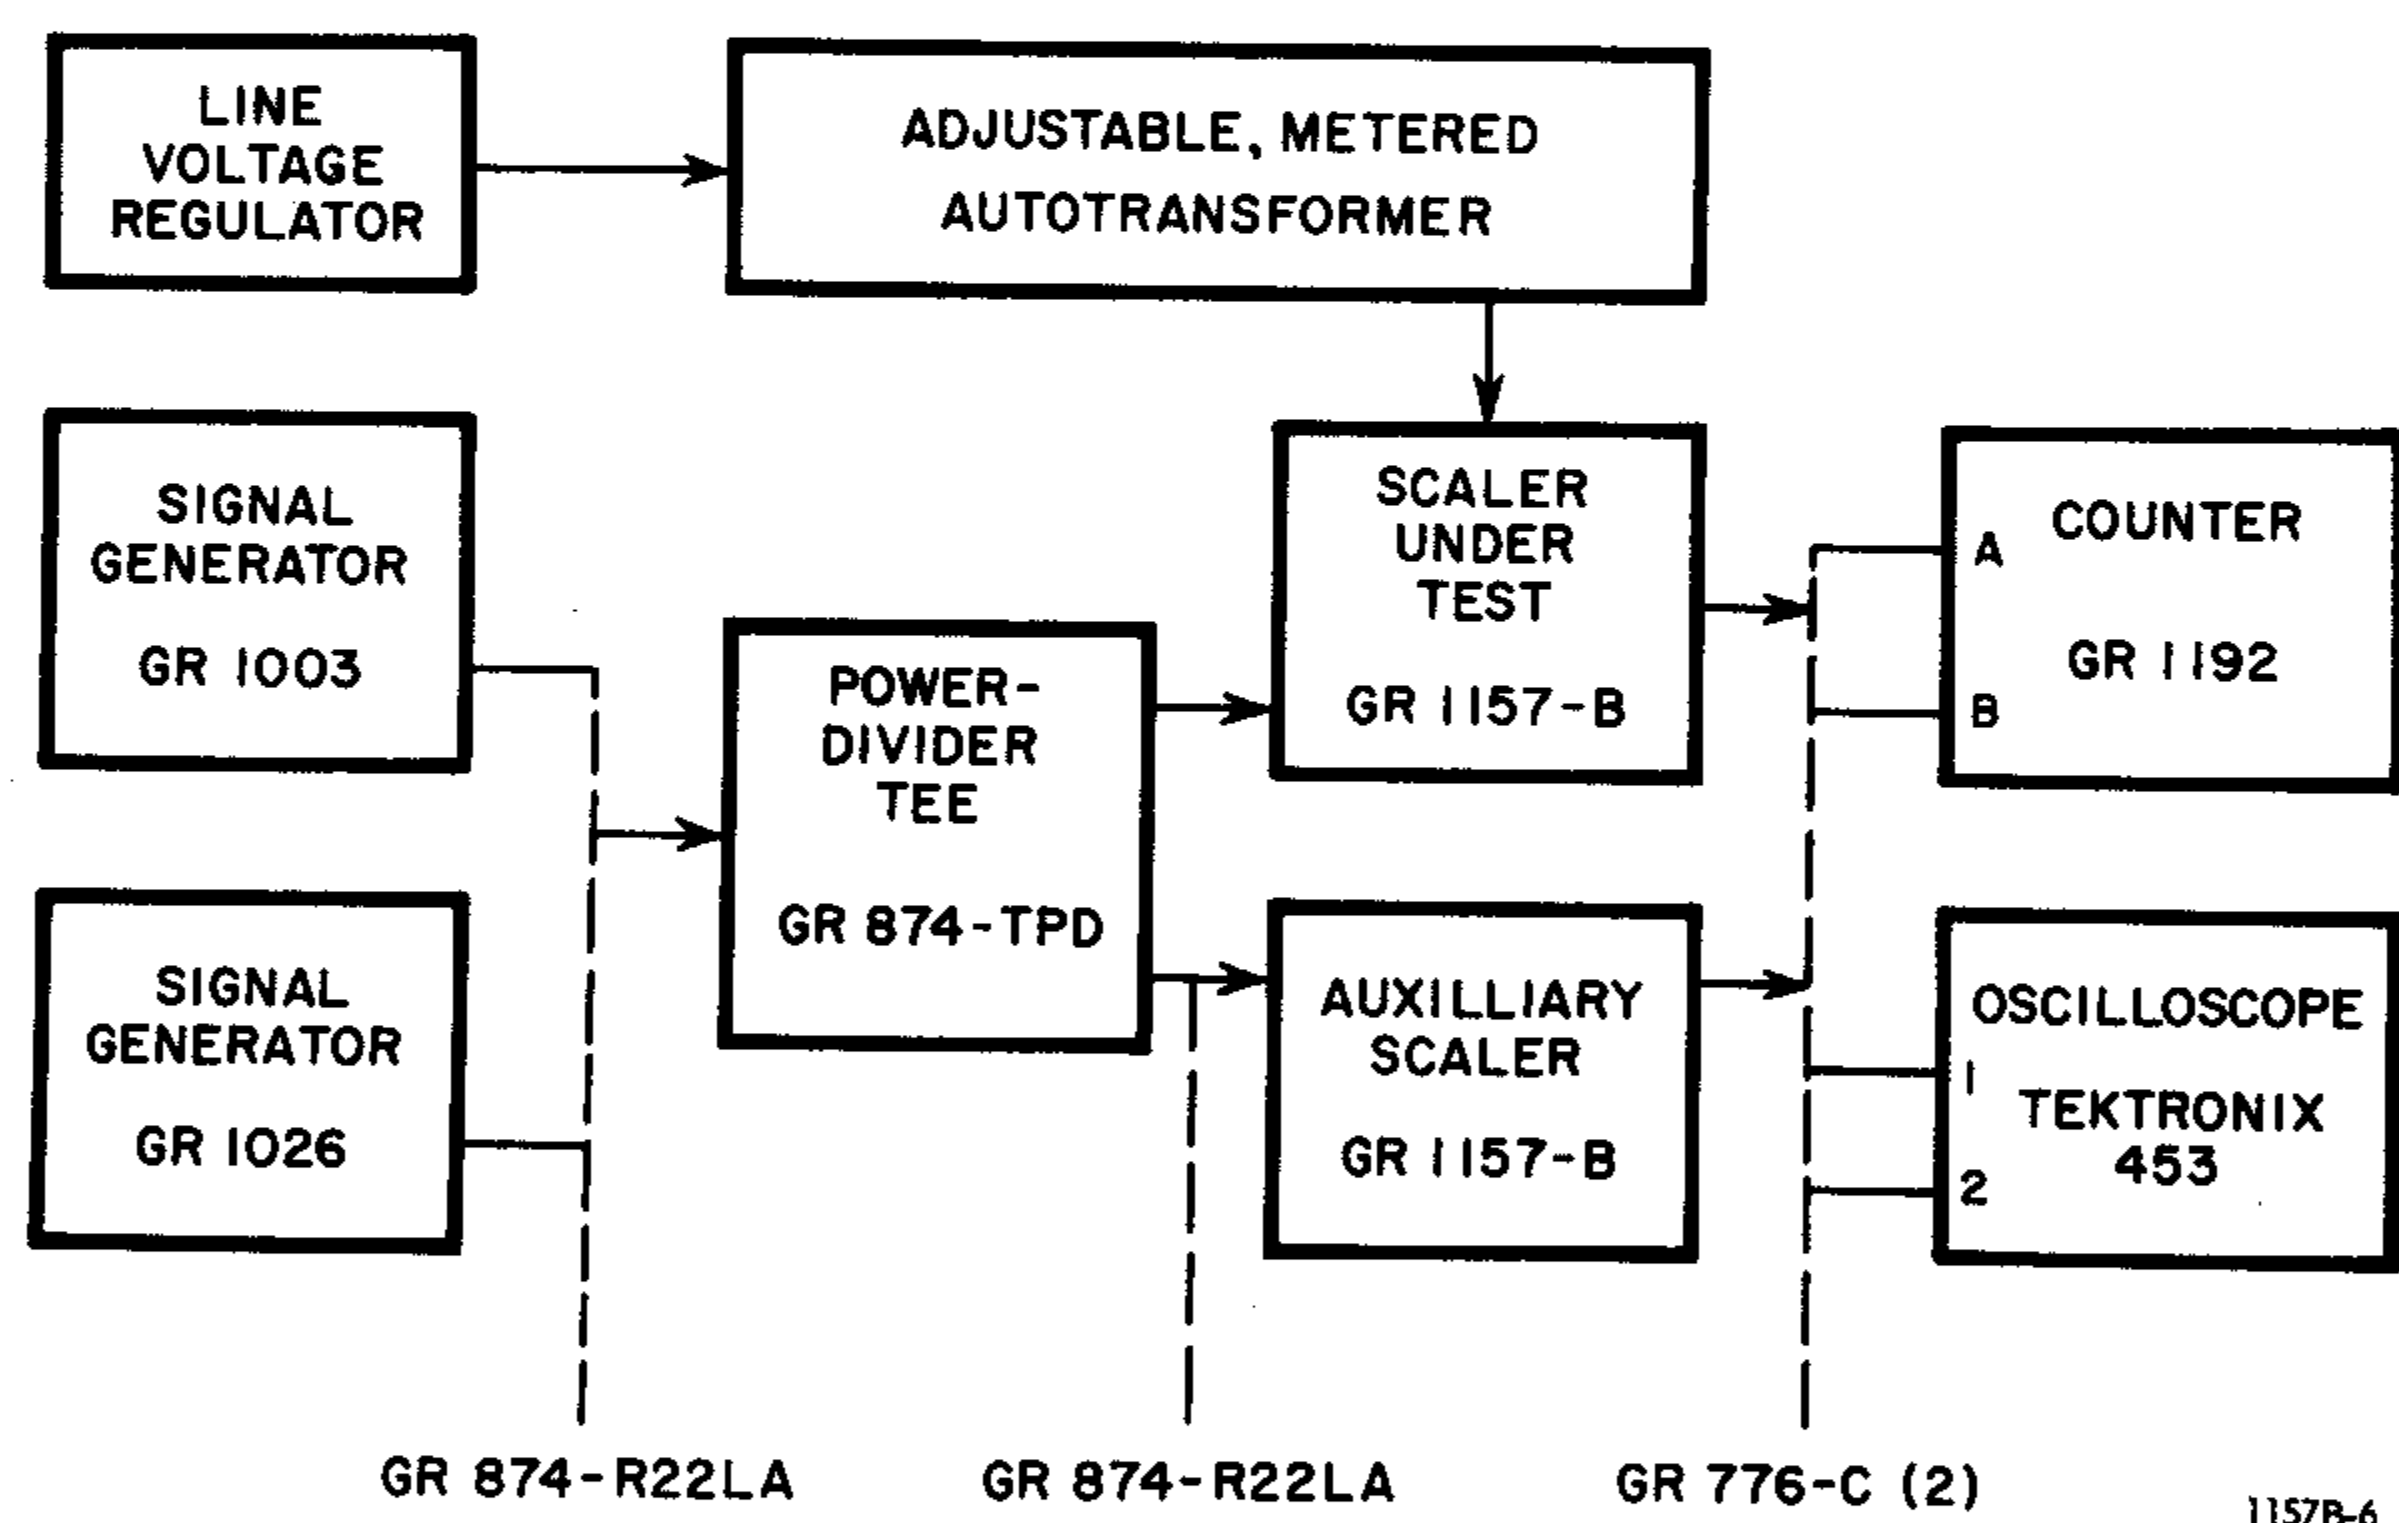 LINE
VOLTAGE
REGULATOR
ADJUSTABLE, METERED
AUTOTRANSFORMER
SIGNAL
GENERATOR
GR 1003
SIGNAL
GENERATOR
GR 1026
POWER-
DIVIDER
TEE
GR 874-TPD
SCALER
UNDER
TEST
GR 1157-B
AUXILLIARY
SCALER
GR 1157-B
COUNTER
A
GR 1192
B
OSCILLOSCOPE
1
TEKTRONIX
453
2
GR 874-R22LA
GR 874-R22LA
GR 776-C (2)
1157B-6